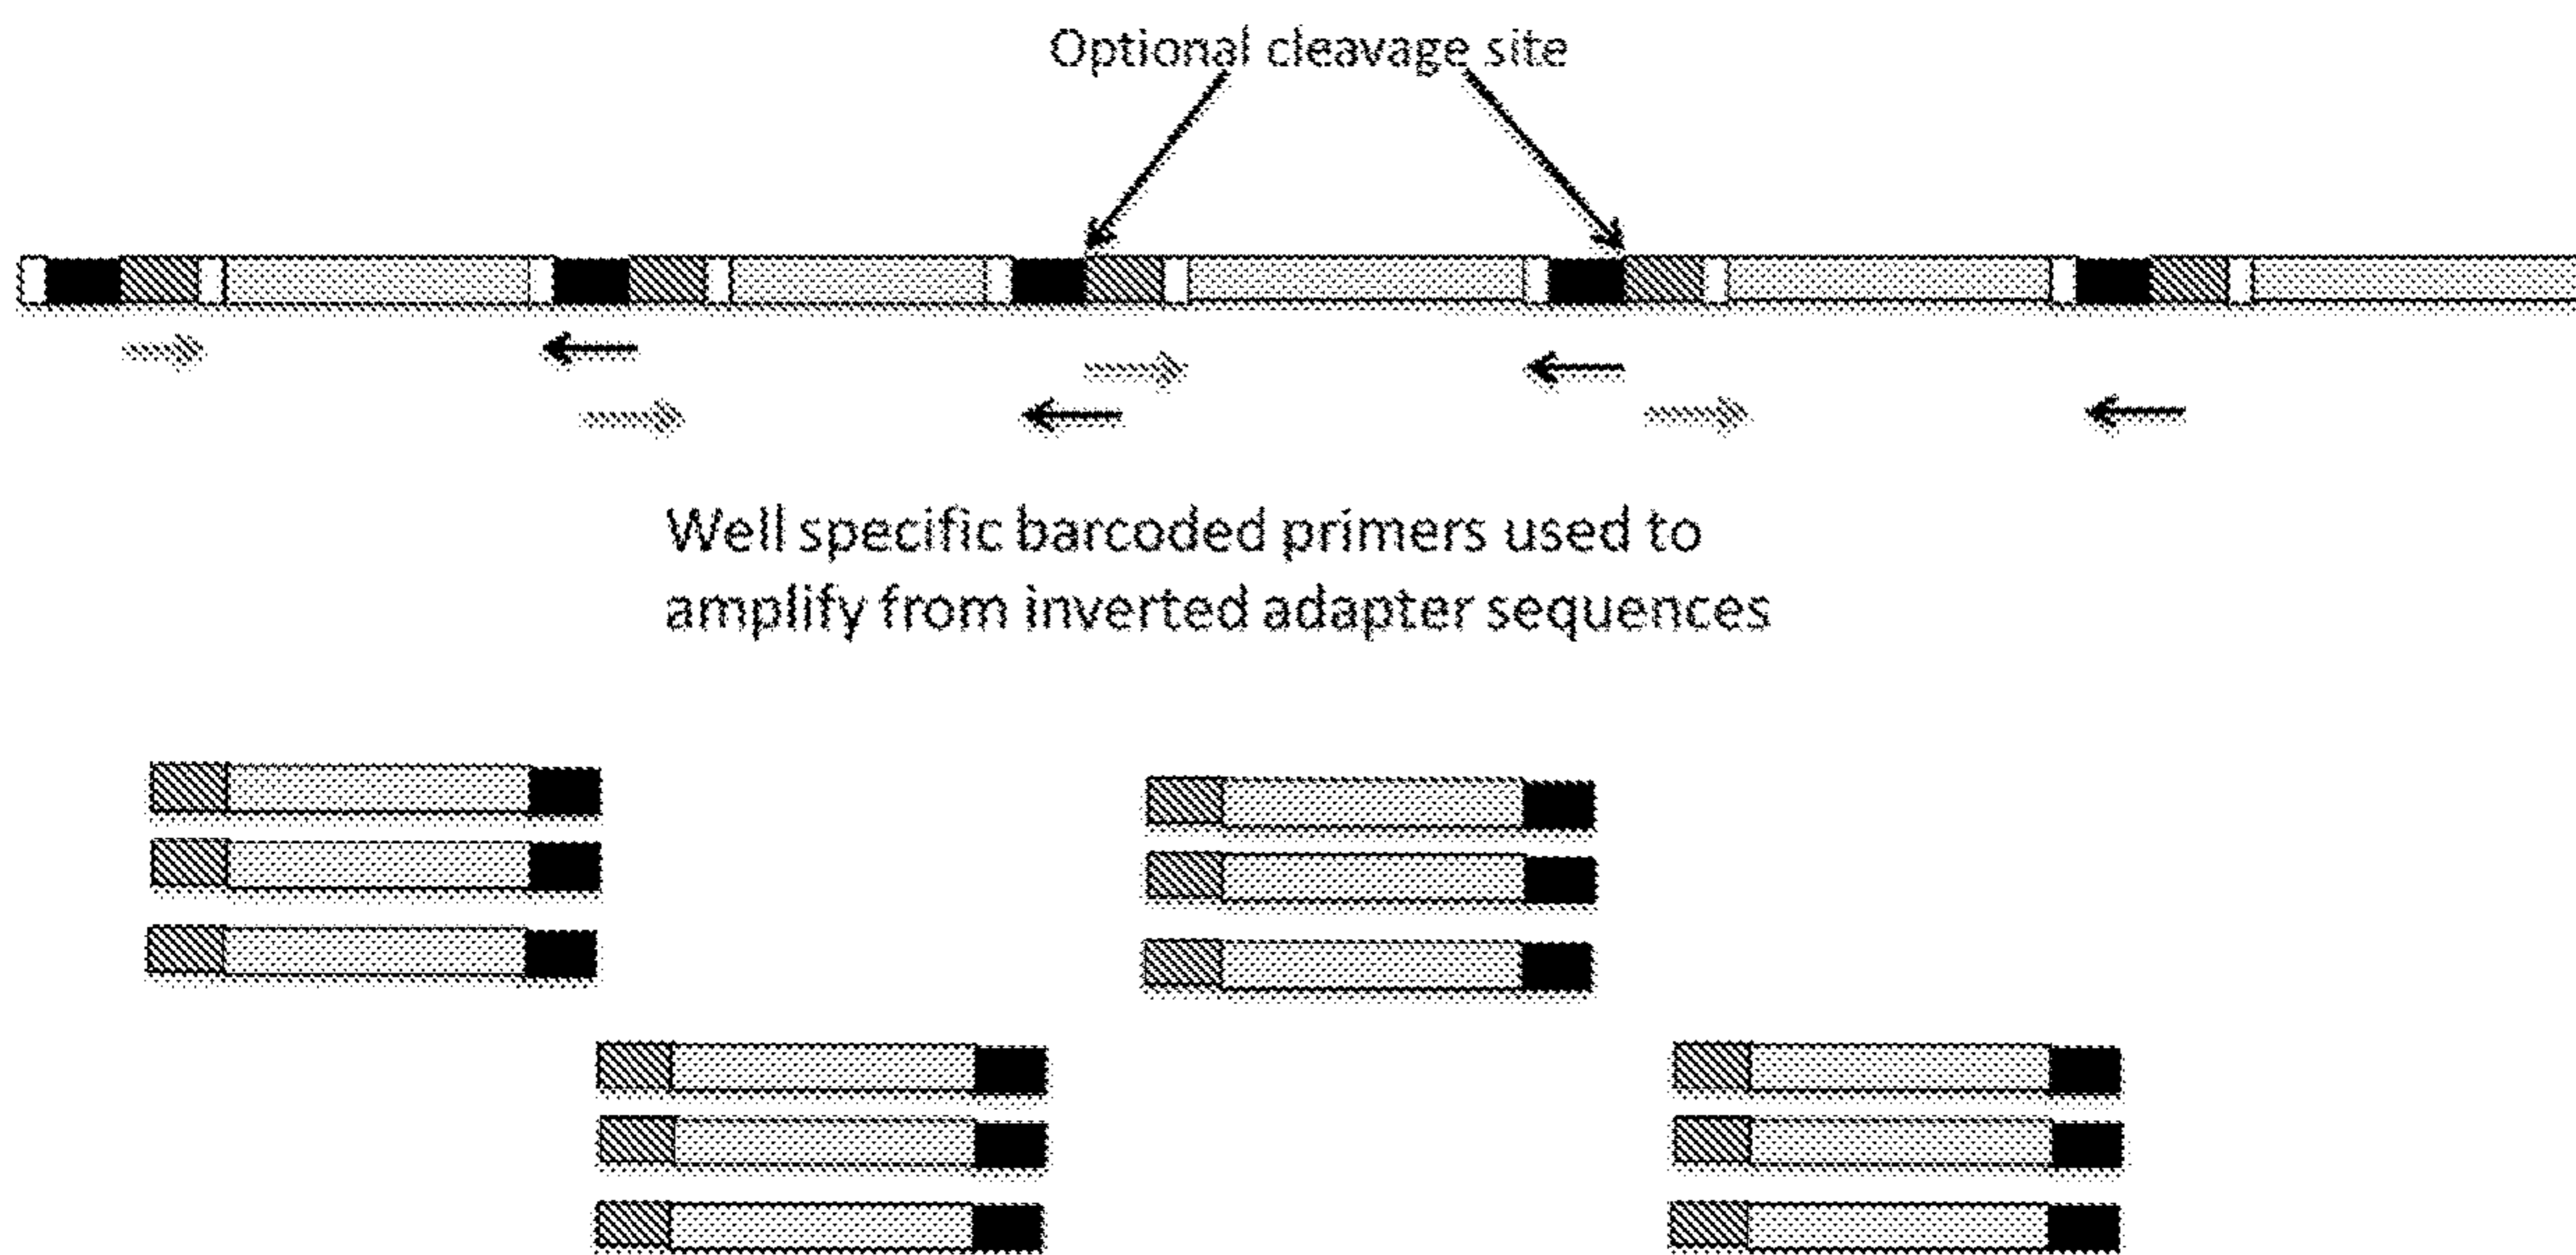 Optional cleavage site
Well specific barcoded primers used to
amplify from inverted adapter sequences